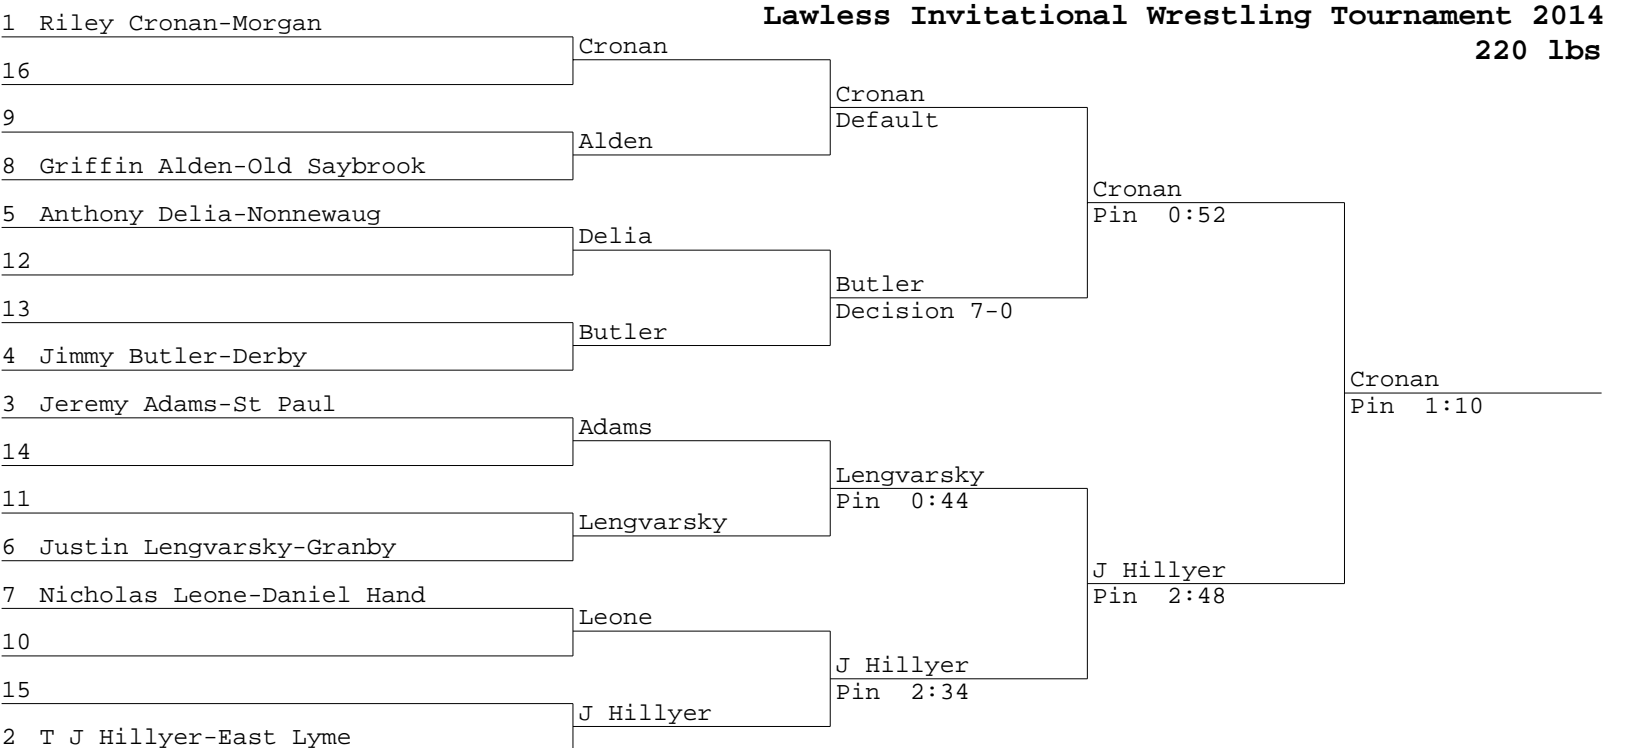 Lawless Invitational Wrestling Tournament 2014
220 lbs
1 Riley Cronan-Morgan
16
9
8 Griffin Alden-Old Saybrook
5 Anthony Delia-Nonnewaug
12
13
4 Jimmy Butler-Derby
3 Jeremy Adams-St Paul
14
11
6 Justin Lengvarsky-Granby
7 Nicholas Leone-Daniel Hand
10
15
2 T J Hillyer-East Lyme
Cronan
Alden
Delia
Butler
Adams
Lengvarsky
Leone
J Hillyer
Cronan
Default
Butler
Decision 7-0
Lengvarsky
Pin 0:44
J Hillyer
Pin 2:34
Cronan
Pin 0:52
J Hillyer
Pin 2:48
Cronan
Pin 1:10